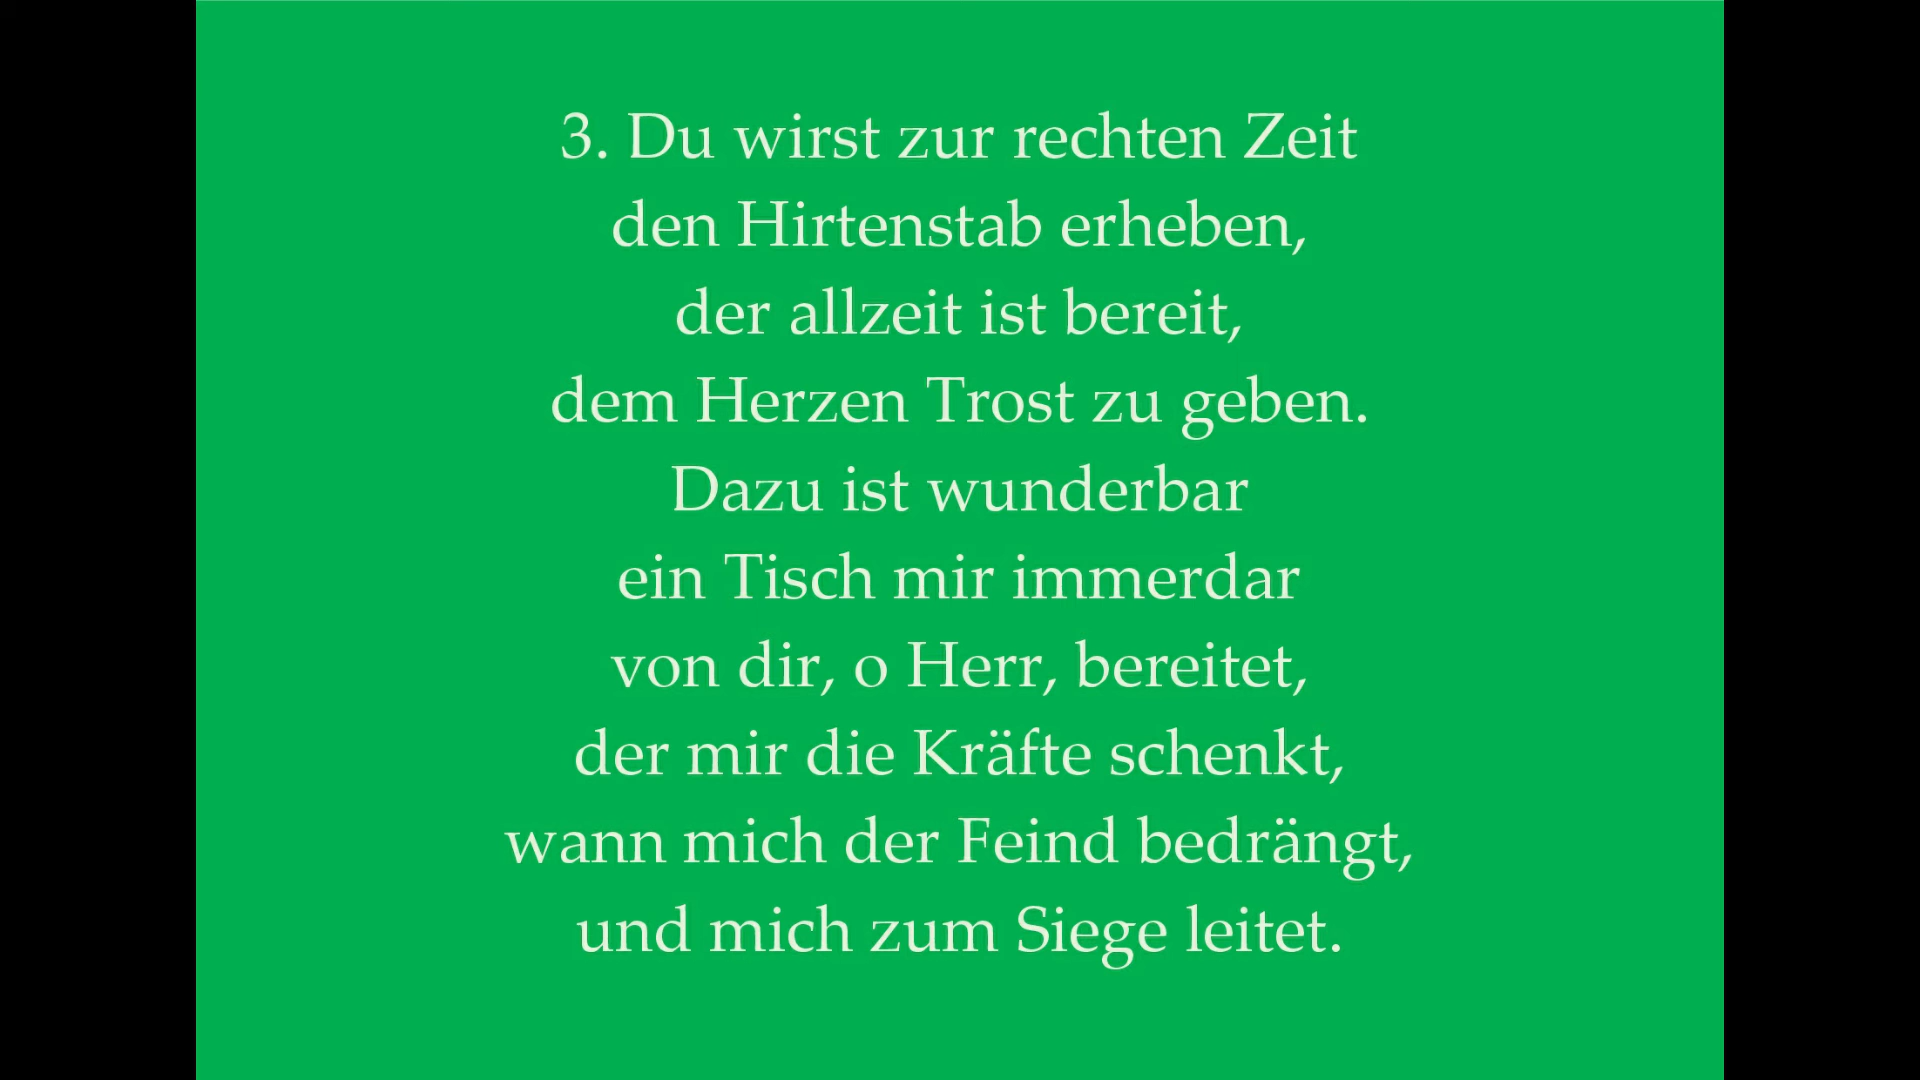 3. Du wirst zur rechten Zeit
den Hirtenstab erheben,
der allzeit ist bereit,
dem Herzen Trost zu geben.
Dazu ist wunderbar
ein Tisch mir immerdar
von dir, o Herr, bereitet,
der mir die Kräfte schenkt,
wann mich der Feind bedrängt,
und mich zum Siege leitet.